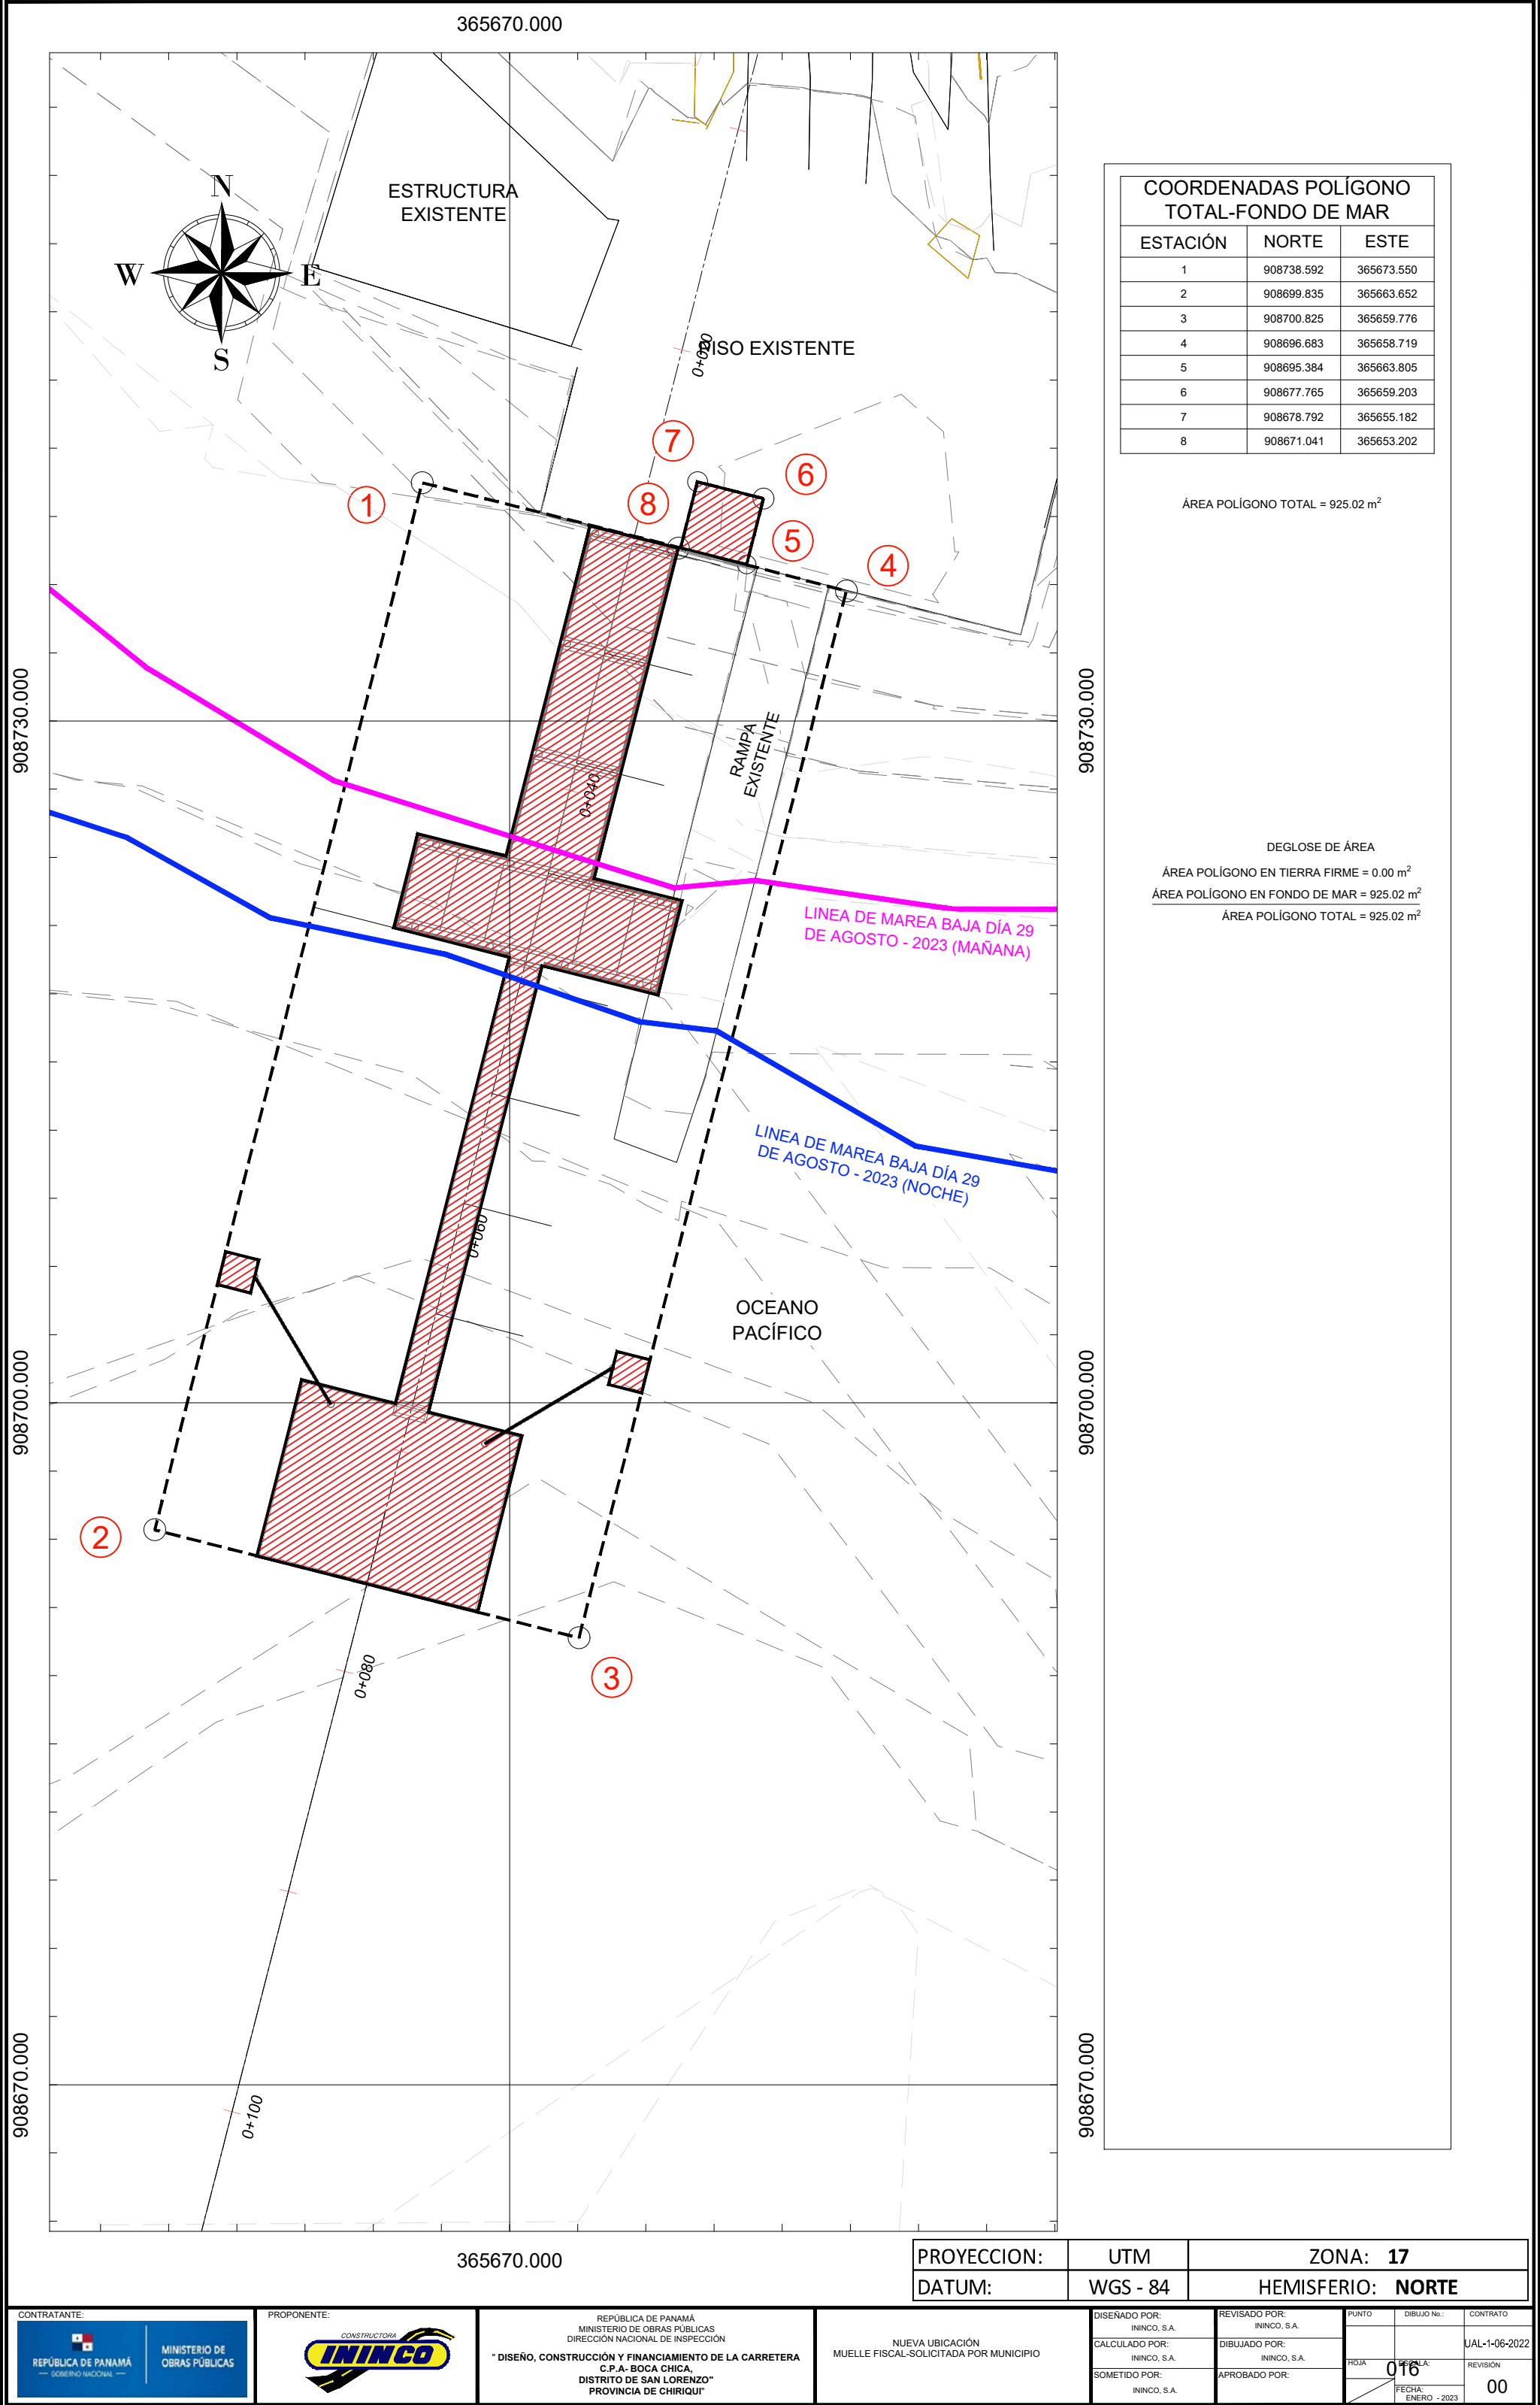 365670.000
N
W
E
S
ESTRUCTURA
EXISTENTE
PISO EXISTENTE
0+020
7
6
1
8
5
4
908730.000
908730.000
RAMPA
EXISTENTE
0+040
LINEA DE MAREA BAJA DÍA 29
DE AGOSTO - 2023 (MAÑANA)
LINEA DE MAREA BAJA DÍA 29
DE AGOSTO - 2023 (NOCHE)
0+060
OCEANO
PACÍFICO
908700.000
908700.000
2
3
0+080
908670.000
908670.000
0+100
365670.000
COORDENADAS POLÍGONO
TOTAL-FONDO DE MAR
ESTACIÓN NORTE ESTE
1 908738.592 365673.550
2 908699.835 365663.652
3 908700.825 365659.776
4 908696.683 365658.719
5 908695.384 365663.805
6 908677.765 365659.203
7 908678.792 365655.182
8 908671.041 365653.202
ÁREA POLÍGONO TOTAL = 925.02 m²
DEGLOSE DE ÁREA
ÁREA POLÍGONO EN TIERRA FIRME = 0.00 m²
ÁREA POLÍGONO EN FONDO DE MAR = 925.02 m²
ÁREA POLÍGONO TOTAL = 925.02 m²
PROYECCION: UTM ZONA: 17
DATUM: WGS - 84 HEMISFERIO: NORTE
CONTRATANTE:
REPÚBLICA DE PANAMÁ
— GOBIERNO NACIONAL —
MINISTERIO DE
OBRAS PÚBLICAS
PROPONENTE:
CONSTRUCTORA
ININCO
REPÚBLICA DE PANAMÁ
MINISTERIO DE OBRAS PÚBLICAS
DIRECCIÓN NACIONAL DE INSPECCIÓN
" DISEÑO, CONSTRUCCIÓN Y FINANCIAMIENTO DE LA CARRETERA
C.P.A- BOCA CHICA,
DISTRITO DE SAN LORENZO"
PROVINCIA DE CHIRIQUI"
NUEVA UBICACIÓN
MUELLE FISCAL-SOLICITADA POR MUNICIPIO
DISEÑADO POR:
ININCO, S.A.
CALCULADO POR:
ININCO, S.A.
SOMETIDO POR:
ININCO, S.A.
REVISADO POR:
ININCO, S.A.
DIBUJADO POR:
ININCO, S.A.
APROBADO POR:
PUNTO DIBUJO No.: CONTRATO
UAL-1-06-2022
HOJA
016
ESCALA:
REVISIÓN
00
FECHA:
ENERO - 2023